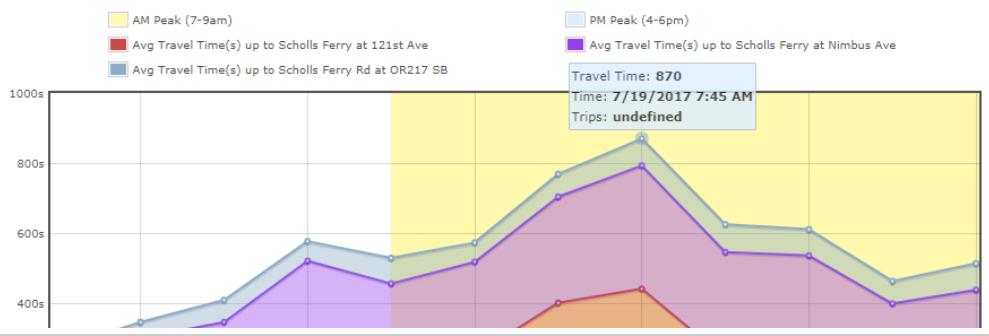 AM Peak (7-9am)
PM Peak (4-6pm)
Avg Travel Time(s) up to Scholls Ferry at 121st Ave
Avg Travel Time(s) up to Scholls Ferry at Nimbus Ave
Avg Travel Time(s) up to Scholls Ferry Rd at OR217 SB
Travel Time: 870
Time: 7/19/2017 7:45 AM
Trips: undefined
1000s
800s
600s
400s